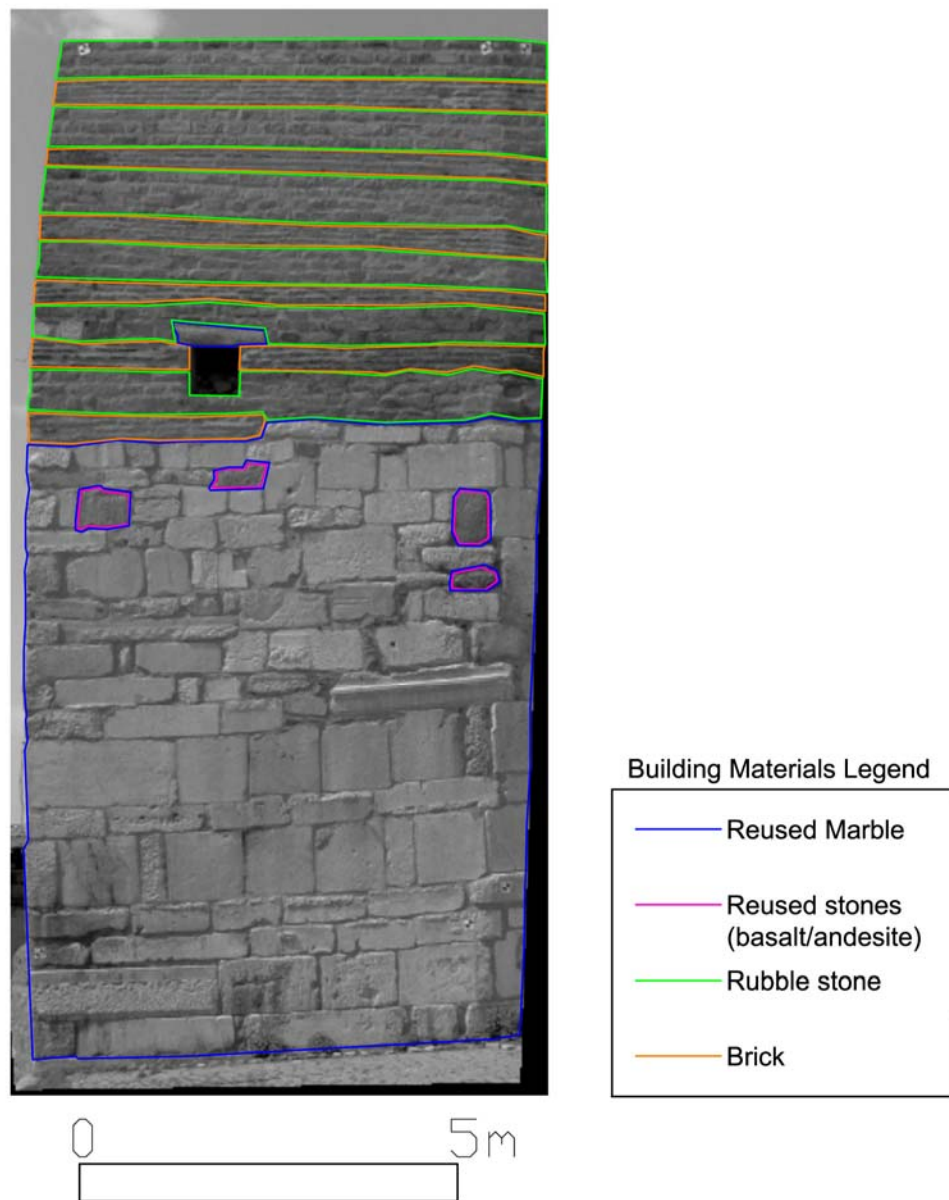 Building Materials Legend
Reused Marble
Reused stones
(basalt/andesite)
Rubble stone
Brick
0 5m